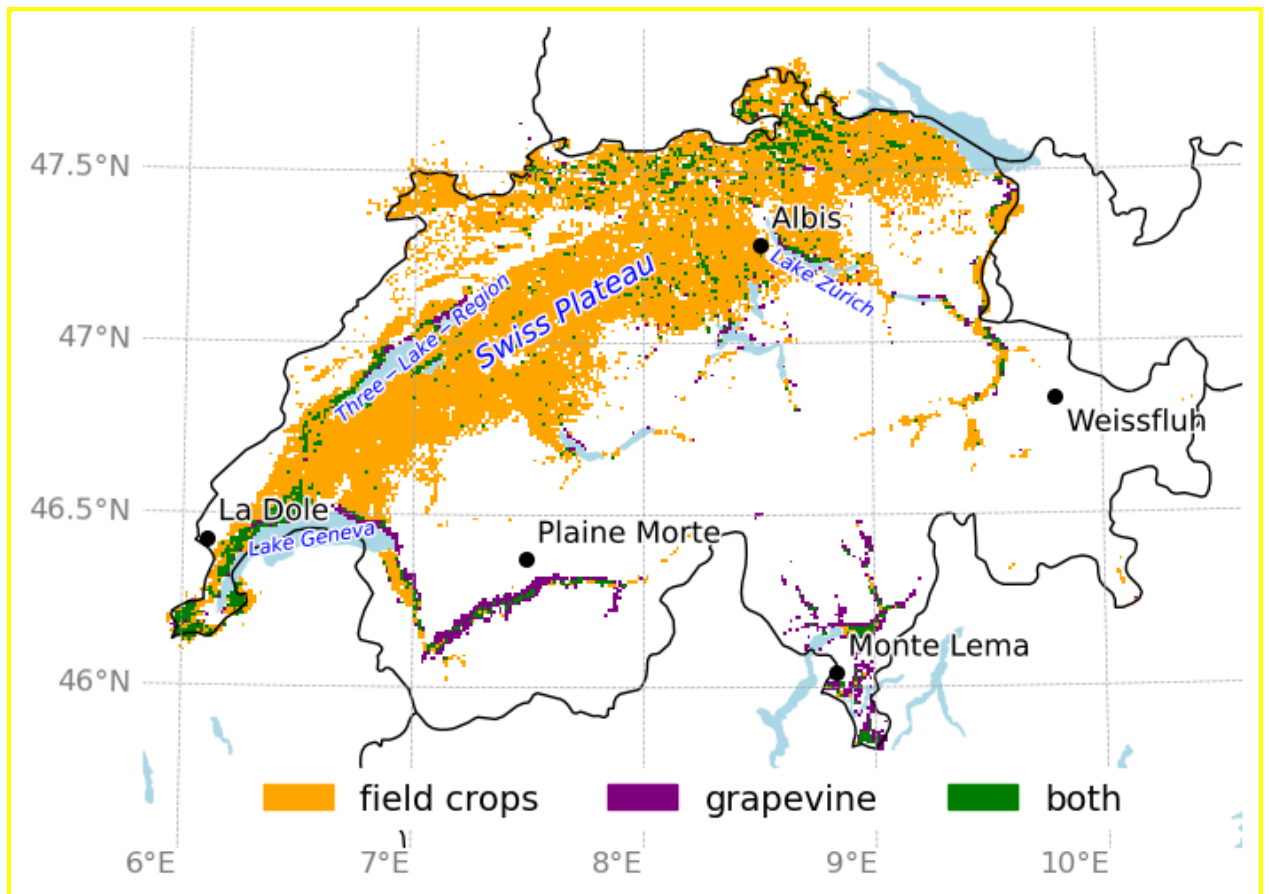 47.5°N
Albis
Lake Zurich
Three – Lake – Region
Swiss Plateau
47°N
Weissfluh
46.5°N
La Dole
Lake Geneva
Plaine Morte
Monte Lema
46°N
field crops
grapevine
both
6°E
7°E
8°E
9°E
10°E